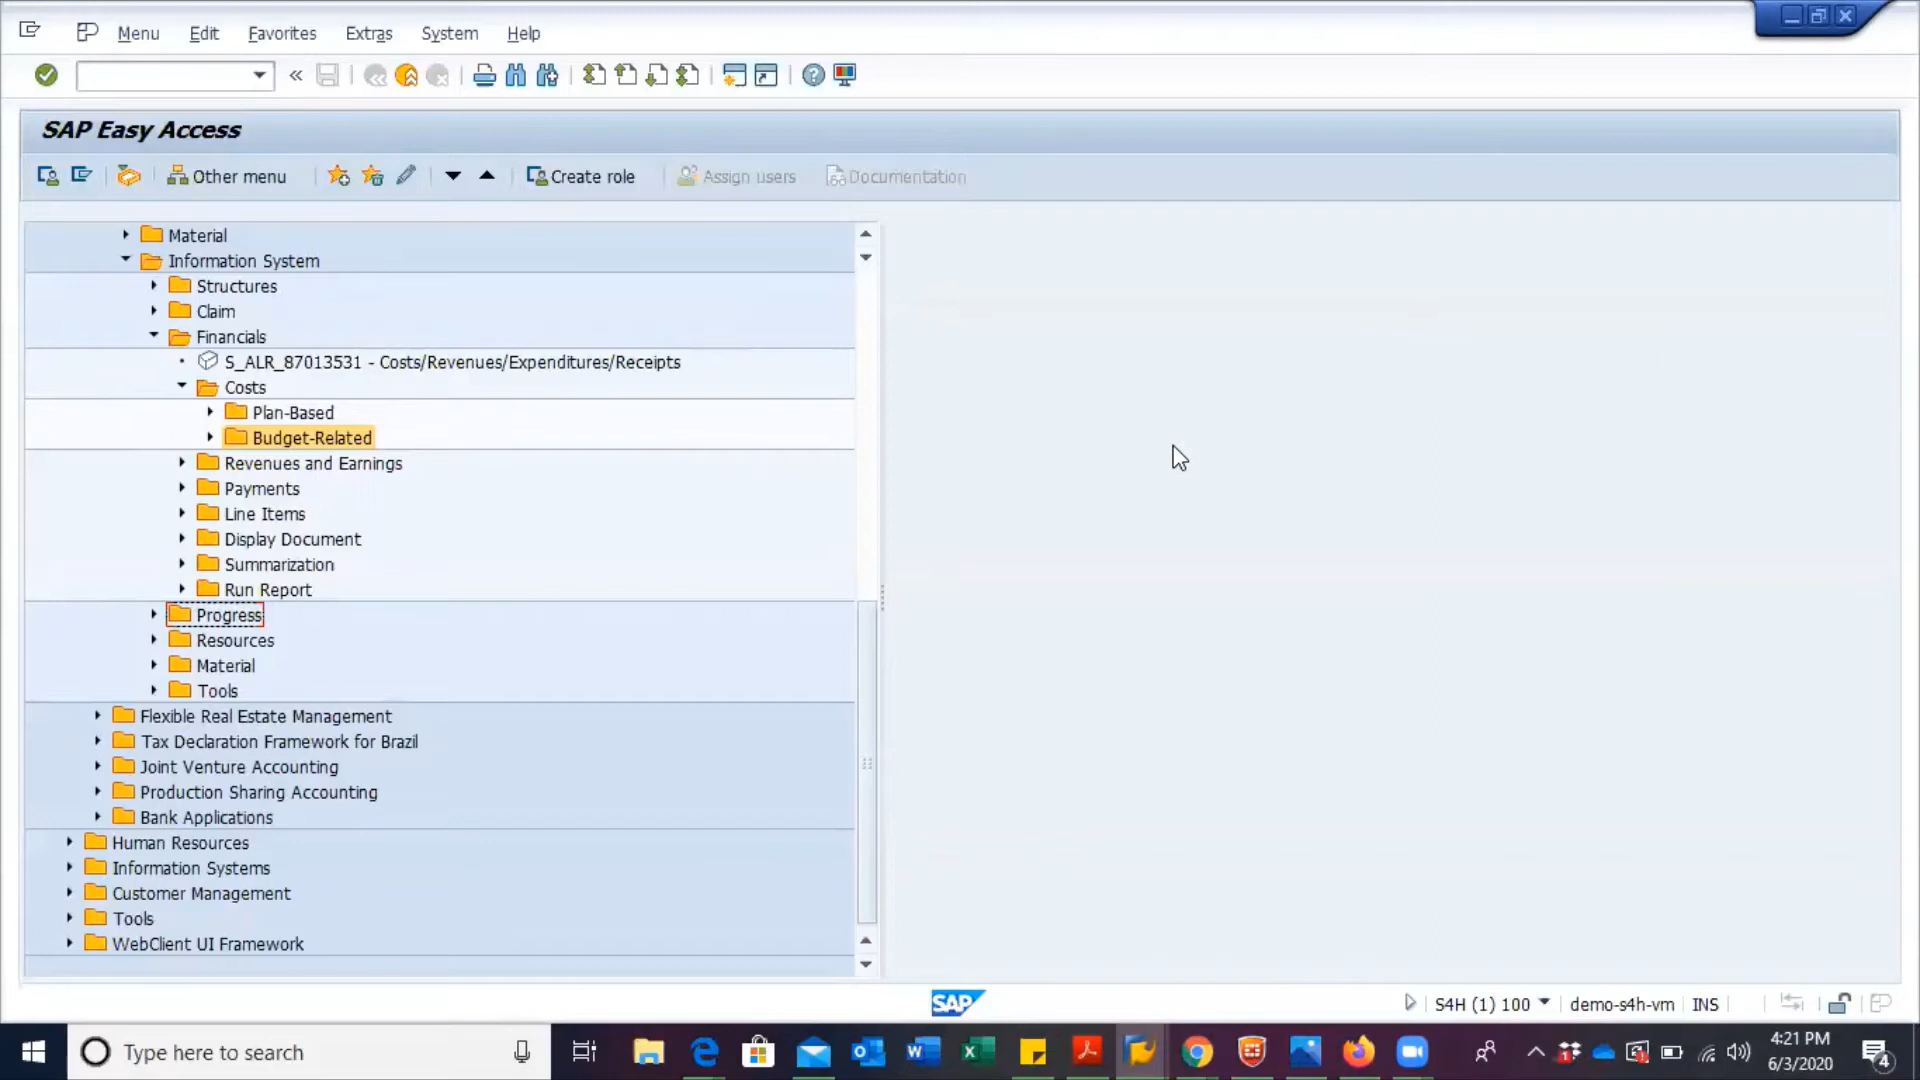 Menu Edit Favorites Extras System Help
SAP Easy Access
Other menu Create role Assign users Documentation
Material
Information System
Structures
Claim
Financials
S_ALR_87013531 - Costs/Revenues/Expenditures/Receipts
Costs
Plan-Based
Budget-Related
Revenues and Earnings
Payments
Line Items
Display Document
Summarization
Run Report
Progress
Resources
Material
Tools
Flexible Real Estate Management
Tax Declaration Framework for Brazil
Joint Venture Accounting
Production Sharing Accounting
Bank Applications
Human Resources
Information Systems
Customer Management
Tools
WebClient UI Framework
SAP S4H (1) 100 demo-s4h-vm INS
Type here to search
4:21 PM
6/3/2020
4